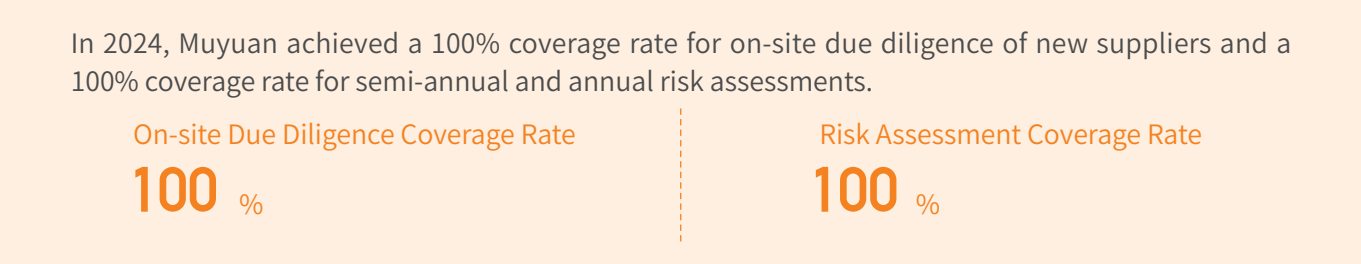 In 2024, Muyuan achieved a 100% coverage rate for on-site due diligence of new suppliers and a
100% coverage rate for semi-annual and annual risk assessments.
On-site Due Diligence Coverage Rate
100 %
Risk Assessment Coverage Rate
100 %